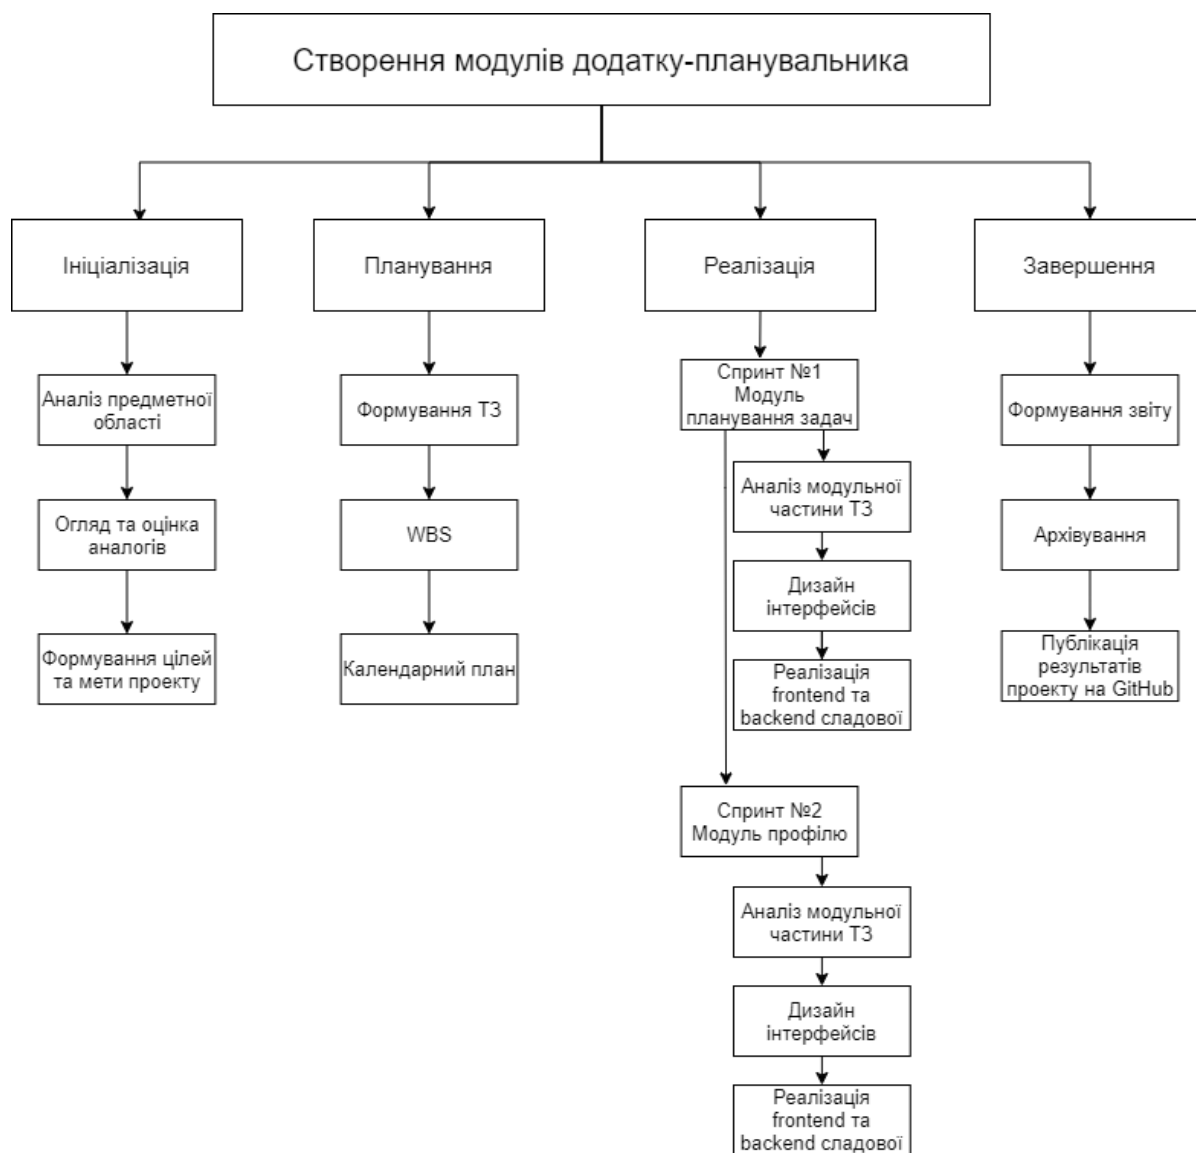 Створення модулів додатку-планувальника
Ініціалізація
Планування
Реалізація
Завершення
Аналіз предметної
області
Огляд та оцінка
аналогів
Формування цілей
та мети проекту
Формування ТЗ
WBS
Календарний план
Спринт №1
Модуль
планування задач
Аналіз модульної
частини ТЗ
Дизайн
інтерфейсів
Реалізація
frontend та
backend сладової
Спринт №2
Модуль профілю
Аналіз модульної
частини ТЗ
Дизайн
інтерфейсів
Реалізація
frontend та
backend сладової
Формування звіту
Архівування
Публікація
результатів
проекту на GitHub